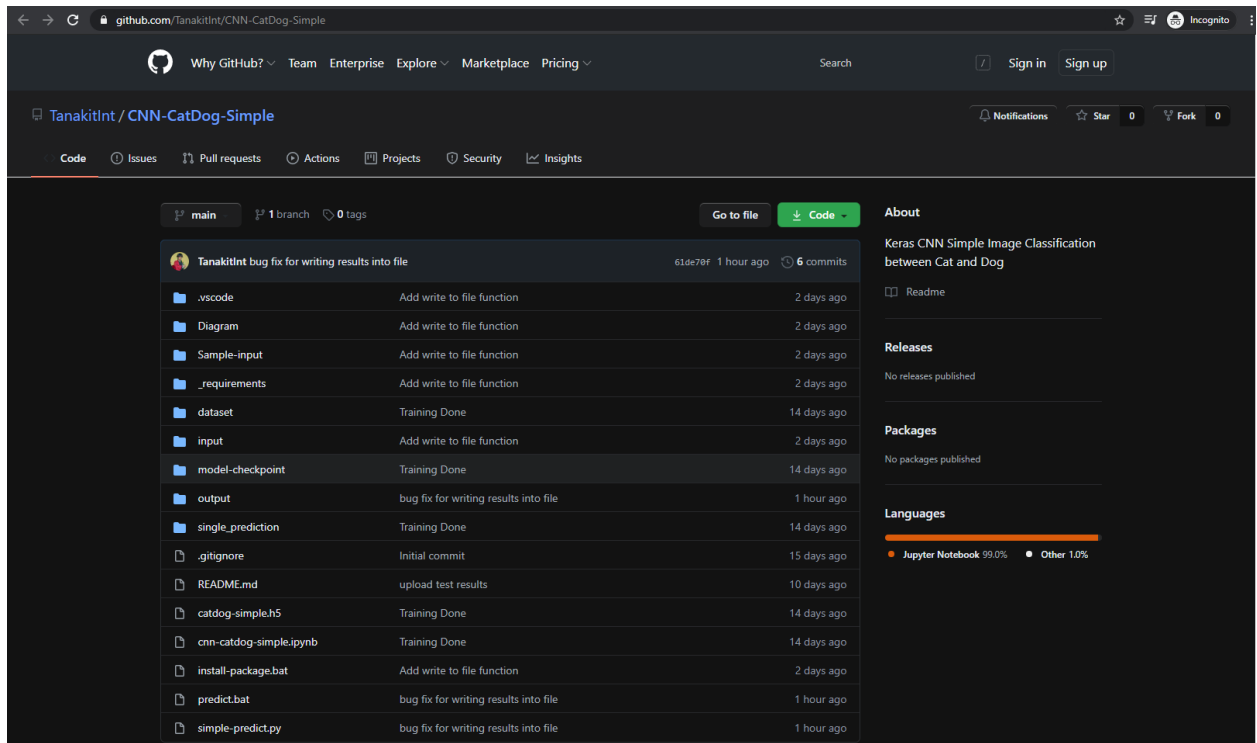 github.com/TanakitInt/CNN-CatDog-Simple Incognito
Why GitHub? Team Enterprise Explore Marketplace Pricing Search / Sign in Sign up
TanakitInt / CNN-CatDog-Simple Notifications Star 0 Fork 0
Code Issues Pull requests Actions Projects Security Insights
main 1 branch 0 tags Go to file Code
TanakitInt bug fix for writing results into file 61de70f 1 hour ago 6 commits
.vscode Add write to file function 2 days ago
Diagram Add write to file function 2 days ago
Sample-input Add write to file function 2 days ago
_requirements Add write to file function 2 days ago
dataset Training Done 14 days ago
input Add write to file function 2 days ago
model-checkpoint Training Done 14 days ago
output bug fix for writing results into file 1 hour ago
single_prediction Training Done 14 days ago
.gitignore Initial commit 15 days ago
README.md upload test results 10 days ago
catdog-simple.h5 Training Done 14 days ago
cnn-catdog-simple.ipynb Training Done 14 days ago
install-package.bat Add write to file function 2 days ago
predict.bat bug fix for writing results into file 1 hour ago
simple-predict.py bug fix for writing results into file 1 hour ago
About
Keras CNN Simple Image Classification
between Cat and Dog
Readme
Releases
No releases published
Packages
No packages published
Languages
Jupyter Notebook 99.0% Other 1.0%